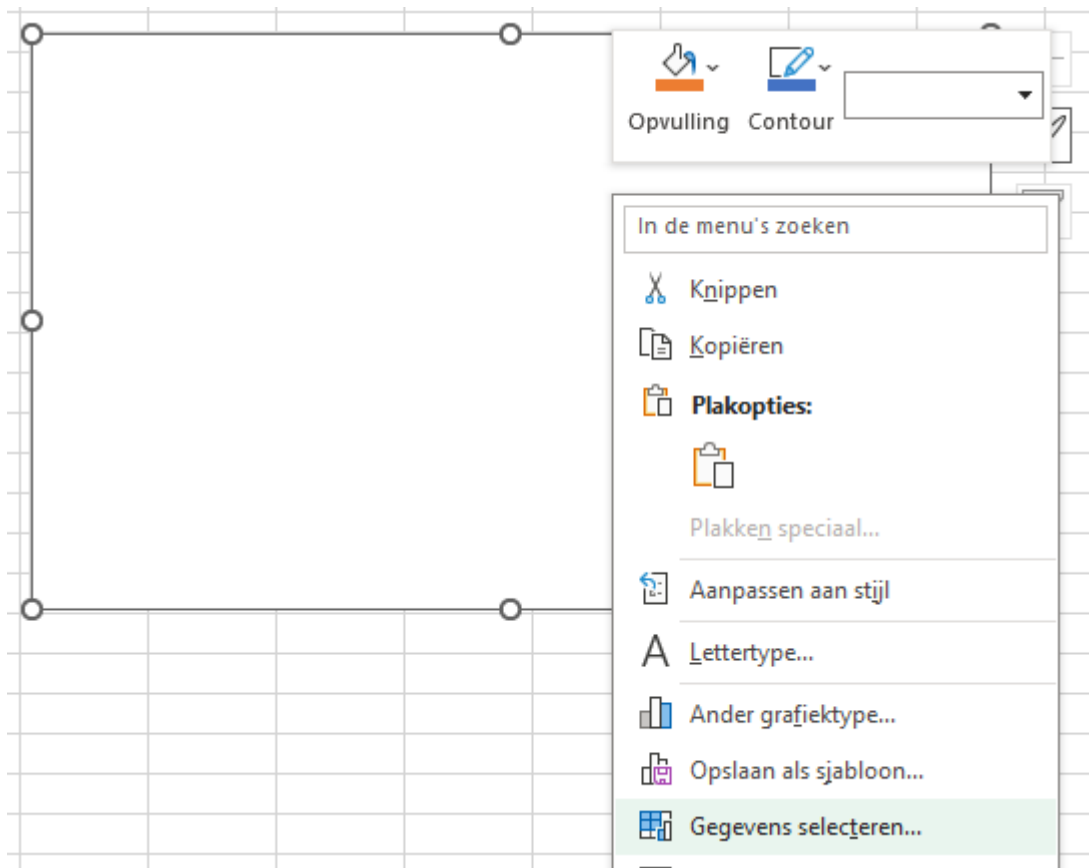 Opvulling Contour
In de menu's zoeken
Knippen
Kopiëren
Plakopties:
Plakken speciaal...
Aanpassen aan stijl
Lettertype...
Ander grafiektype...
Opslaan als sjabloon...
Gegevens selecteren...